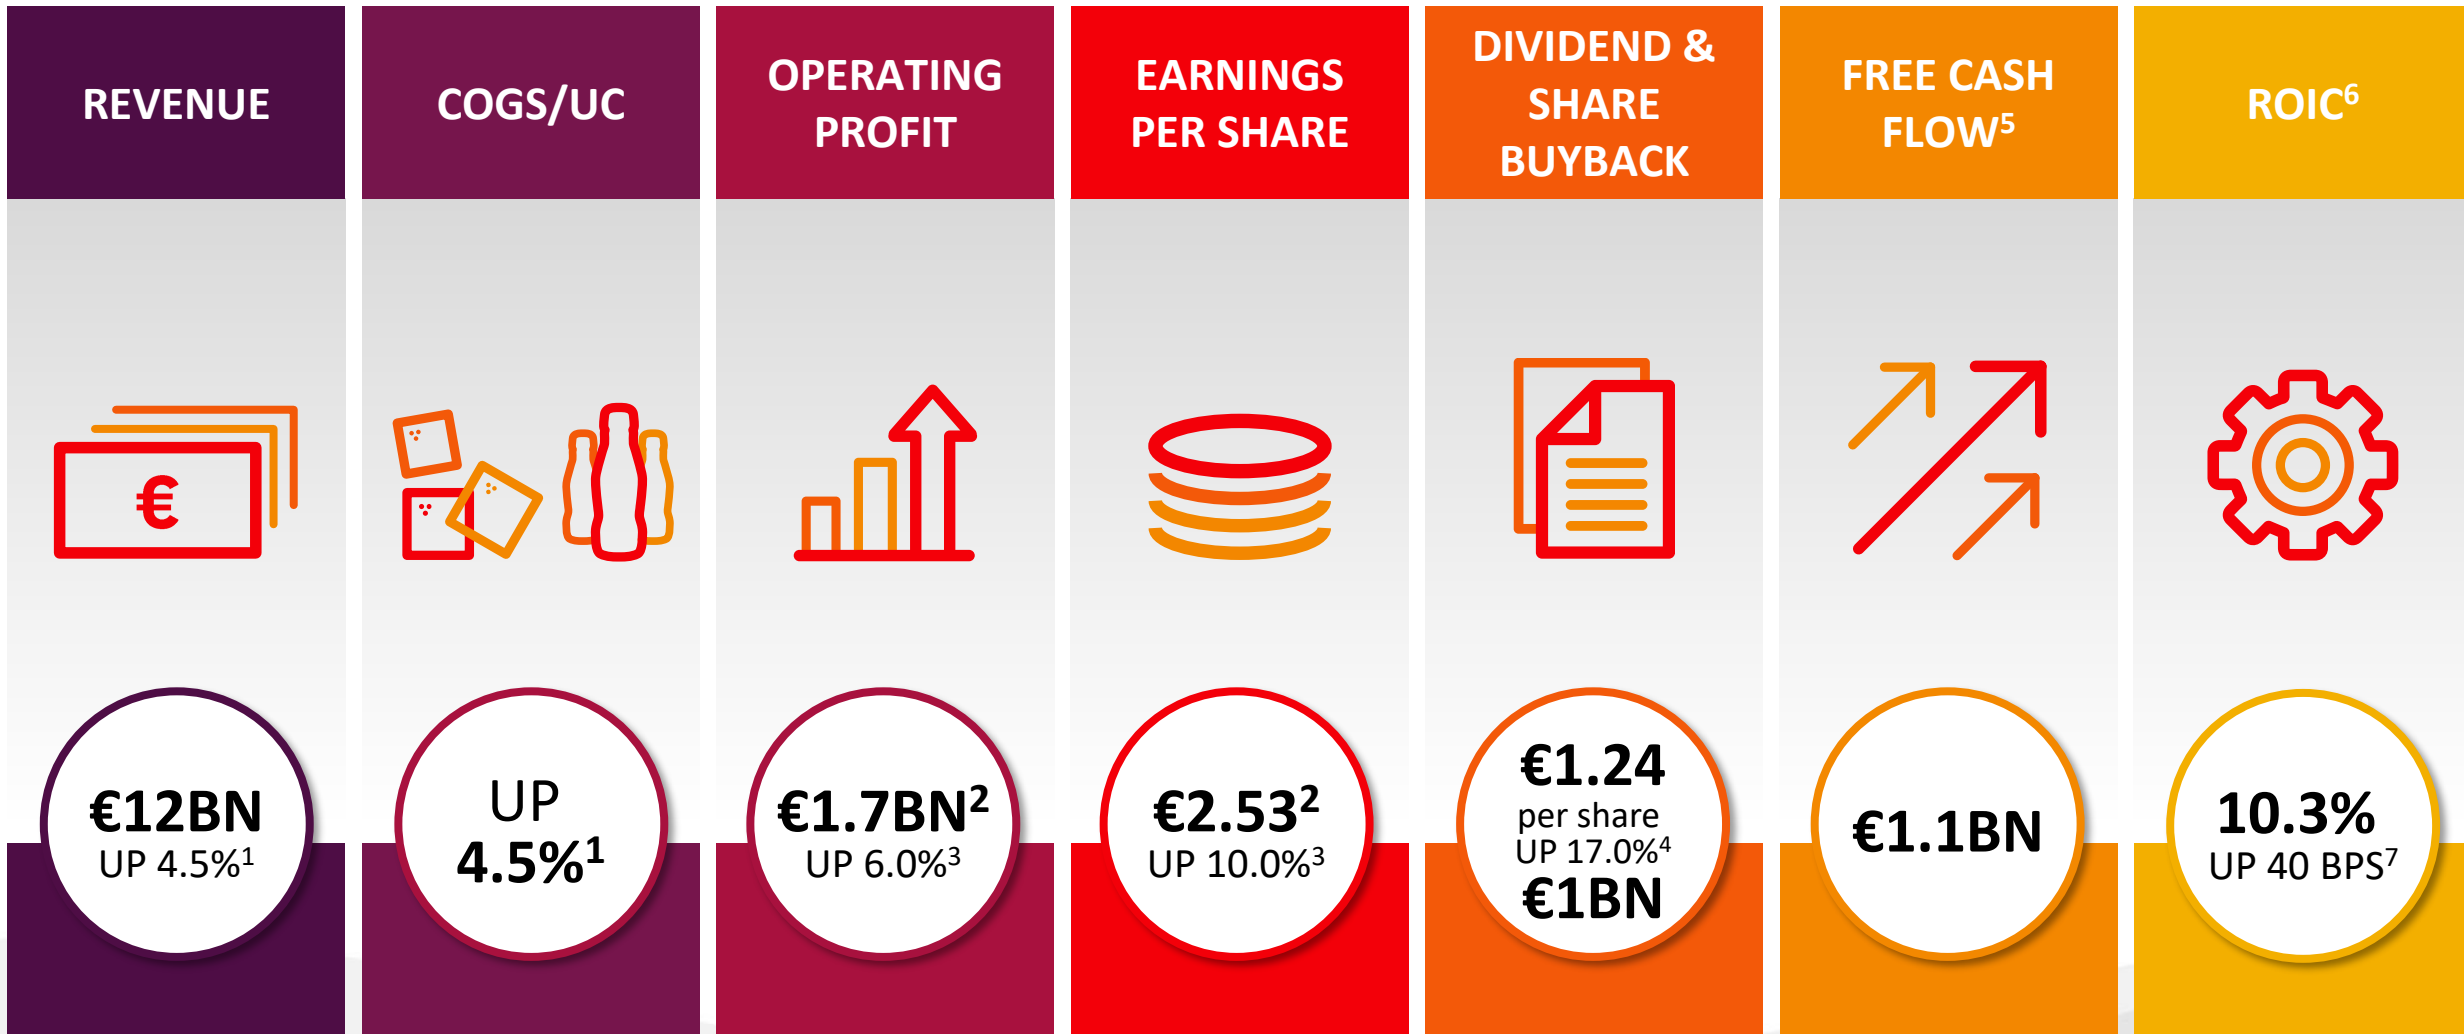 REVENUE
COGS/UC
OPERATING
PROFIT
EARNINGS
PER SHARE
DIVIDEND &
SHARE
BUYBACK
FREE CASH
FLOW⁵
ROIC⁶
€
€12BN
UP 4.5%¹
UP
4.5%¹
€1.7BN²
UP 6.0%³
€2.53²
UP 10.0%³
€1.24
per share
UP 17.0%⁴
€1BN
€1.1BN
10.3%
UP 40 BPS⁷